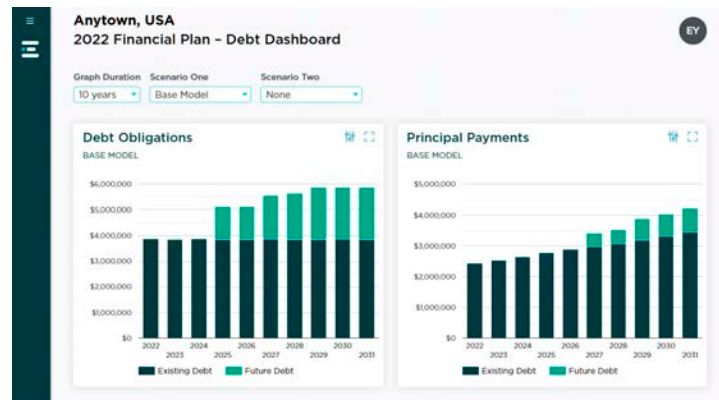 Anytown, USA
2022 Financial Plan – Debt Dashboard
EY
Graph Duration Scenario One Scenario Two
10 years Base Model None
Debt Obligations
BASE MODEL
$6,000,000
$5,000,000
$4,000,000
$3,000,000
$2,000,000
$1,000,000
$0
2022 2023 2024 2025 2026 2027 2028 2029 2030 2031
Existing Debt Future Debt
Principal Payments
BASE MODEL
$5,000,000
$4,000,000
$3,000,000
$2,000,000
$1,000,000
$0
2022 2023 2024 2025 2026 2027 2028 2029 2030 2031
Existing Debt Future Debt